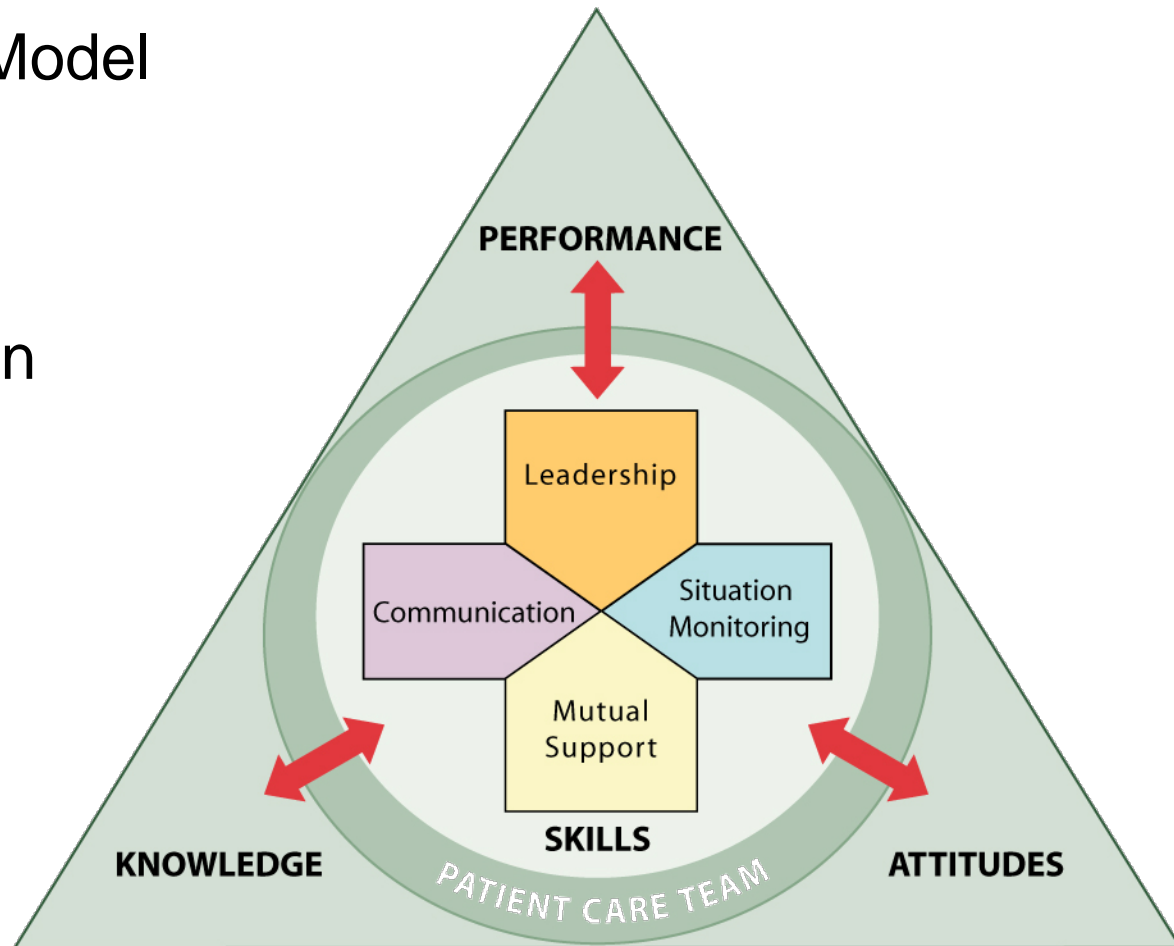 Model
n
PERFORMANCE
Leadership
Communication
Situation
Monitoring
Mutual
Support
SKILLS
KNOWLEDGE
ATTITUDES
PATIENT CARE TEAM